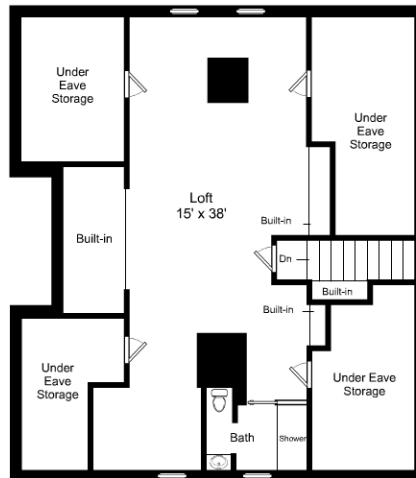 Under
Eave
Storage
Under
Eave
Storage
Loft
15' x 38'
Built-in
Built-in
Dn
Built-in
Built-in
Under
Eave
Storage
Under Eave
Storage
Bath
Shower